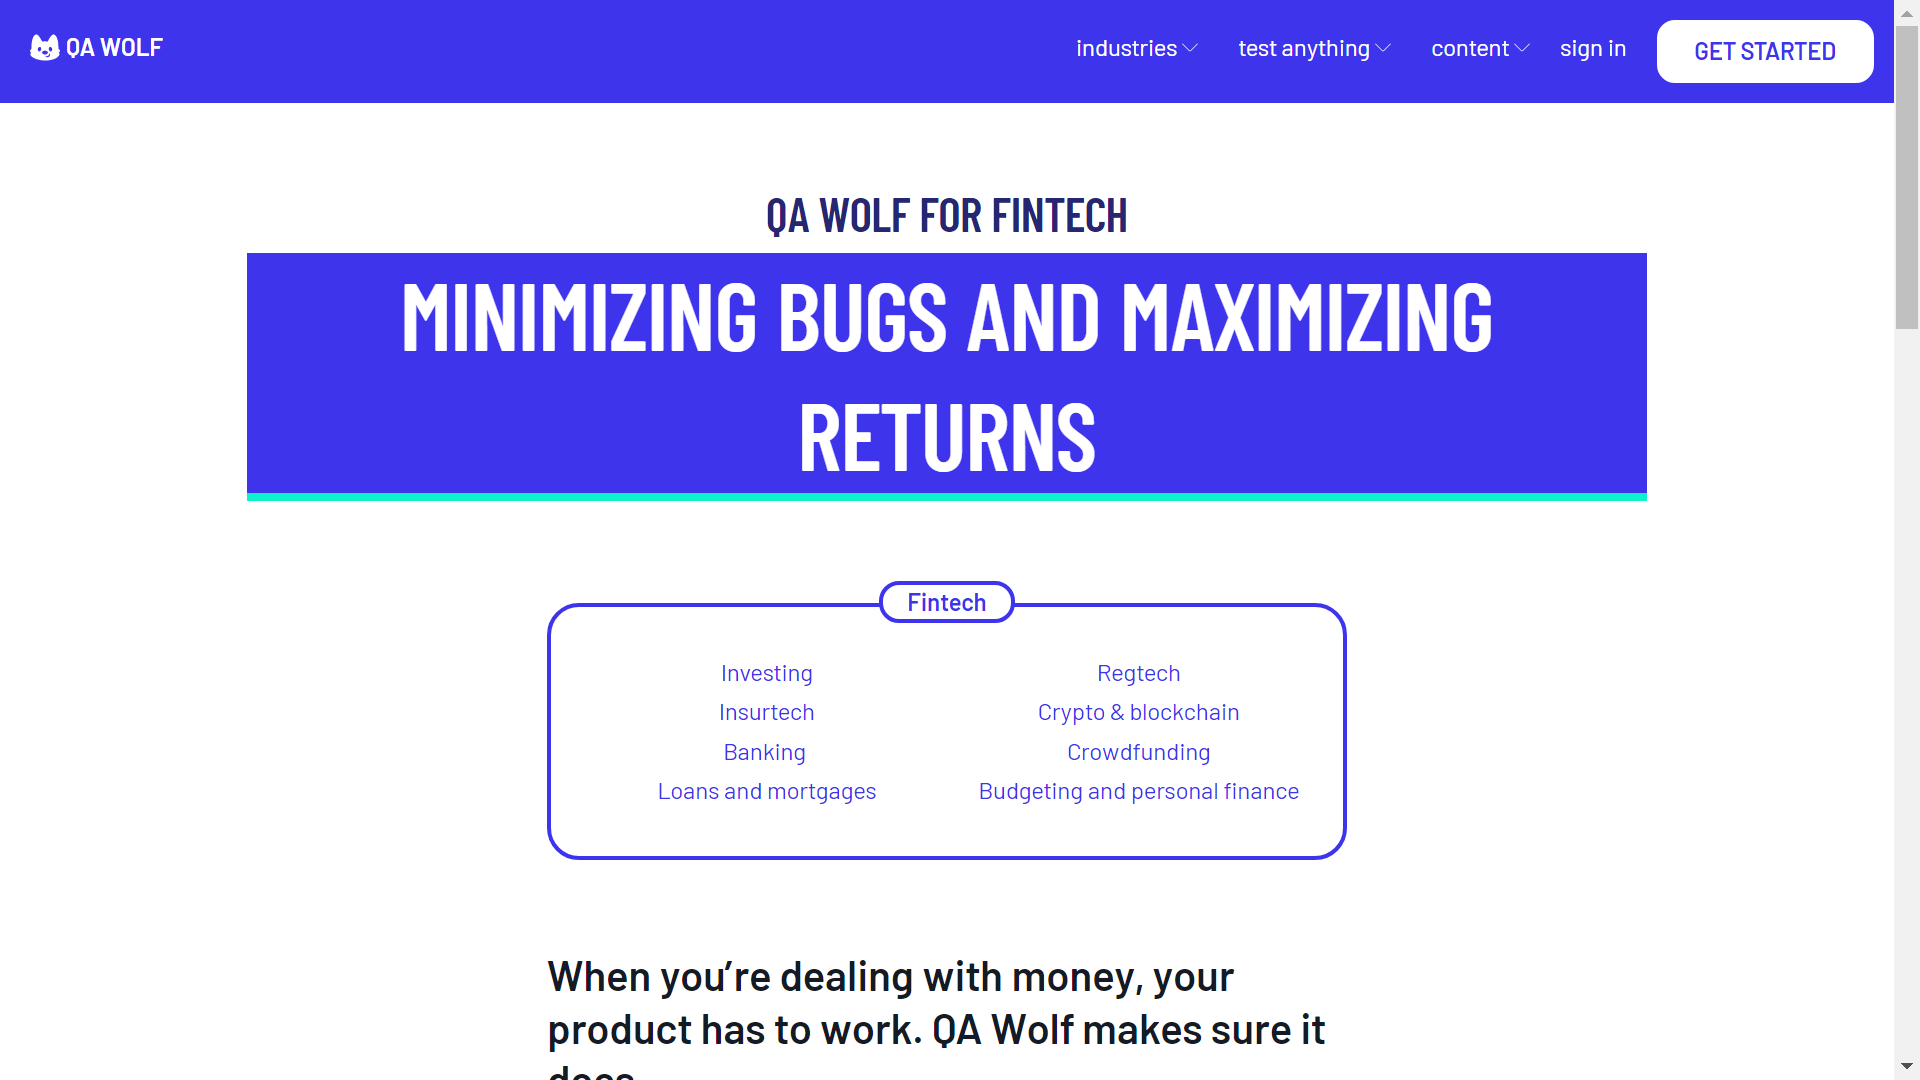 QA WOLF
industries
test anything
content
sign in
GET STARTED
QA WOLF FOR FINTECH
MINIMIZING BUGS AND MAXIMIZING
RETURNS
Fintech
Investing
Insurtech
Banking
Loans and mortgages
Regtech
Crypto & blockchain
Crowdfunding
Budgeting and personal finance
When you’re dealing with money, your
product has to work. QA Wolf makes sure it
does.